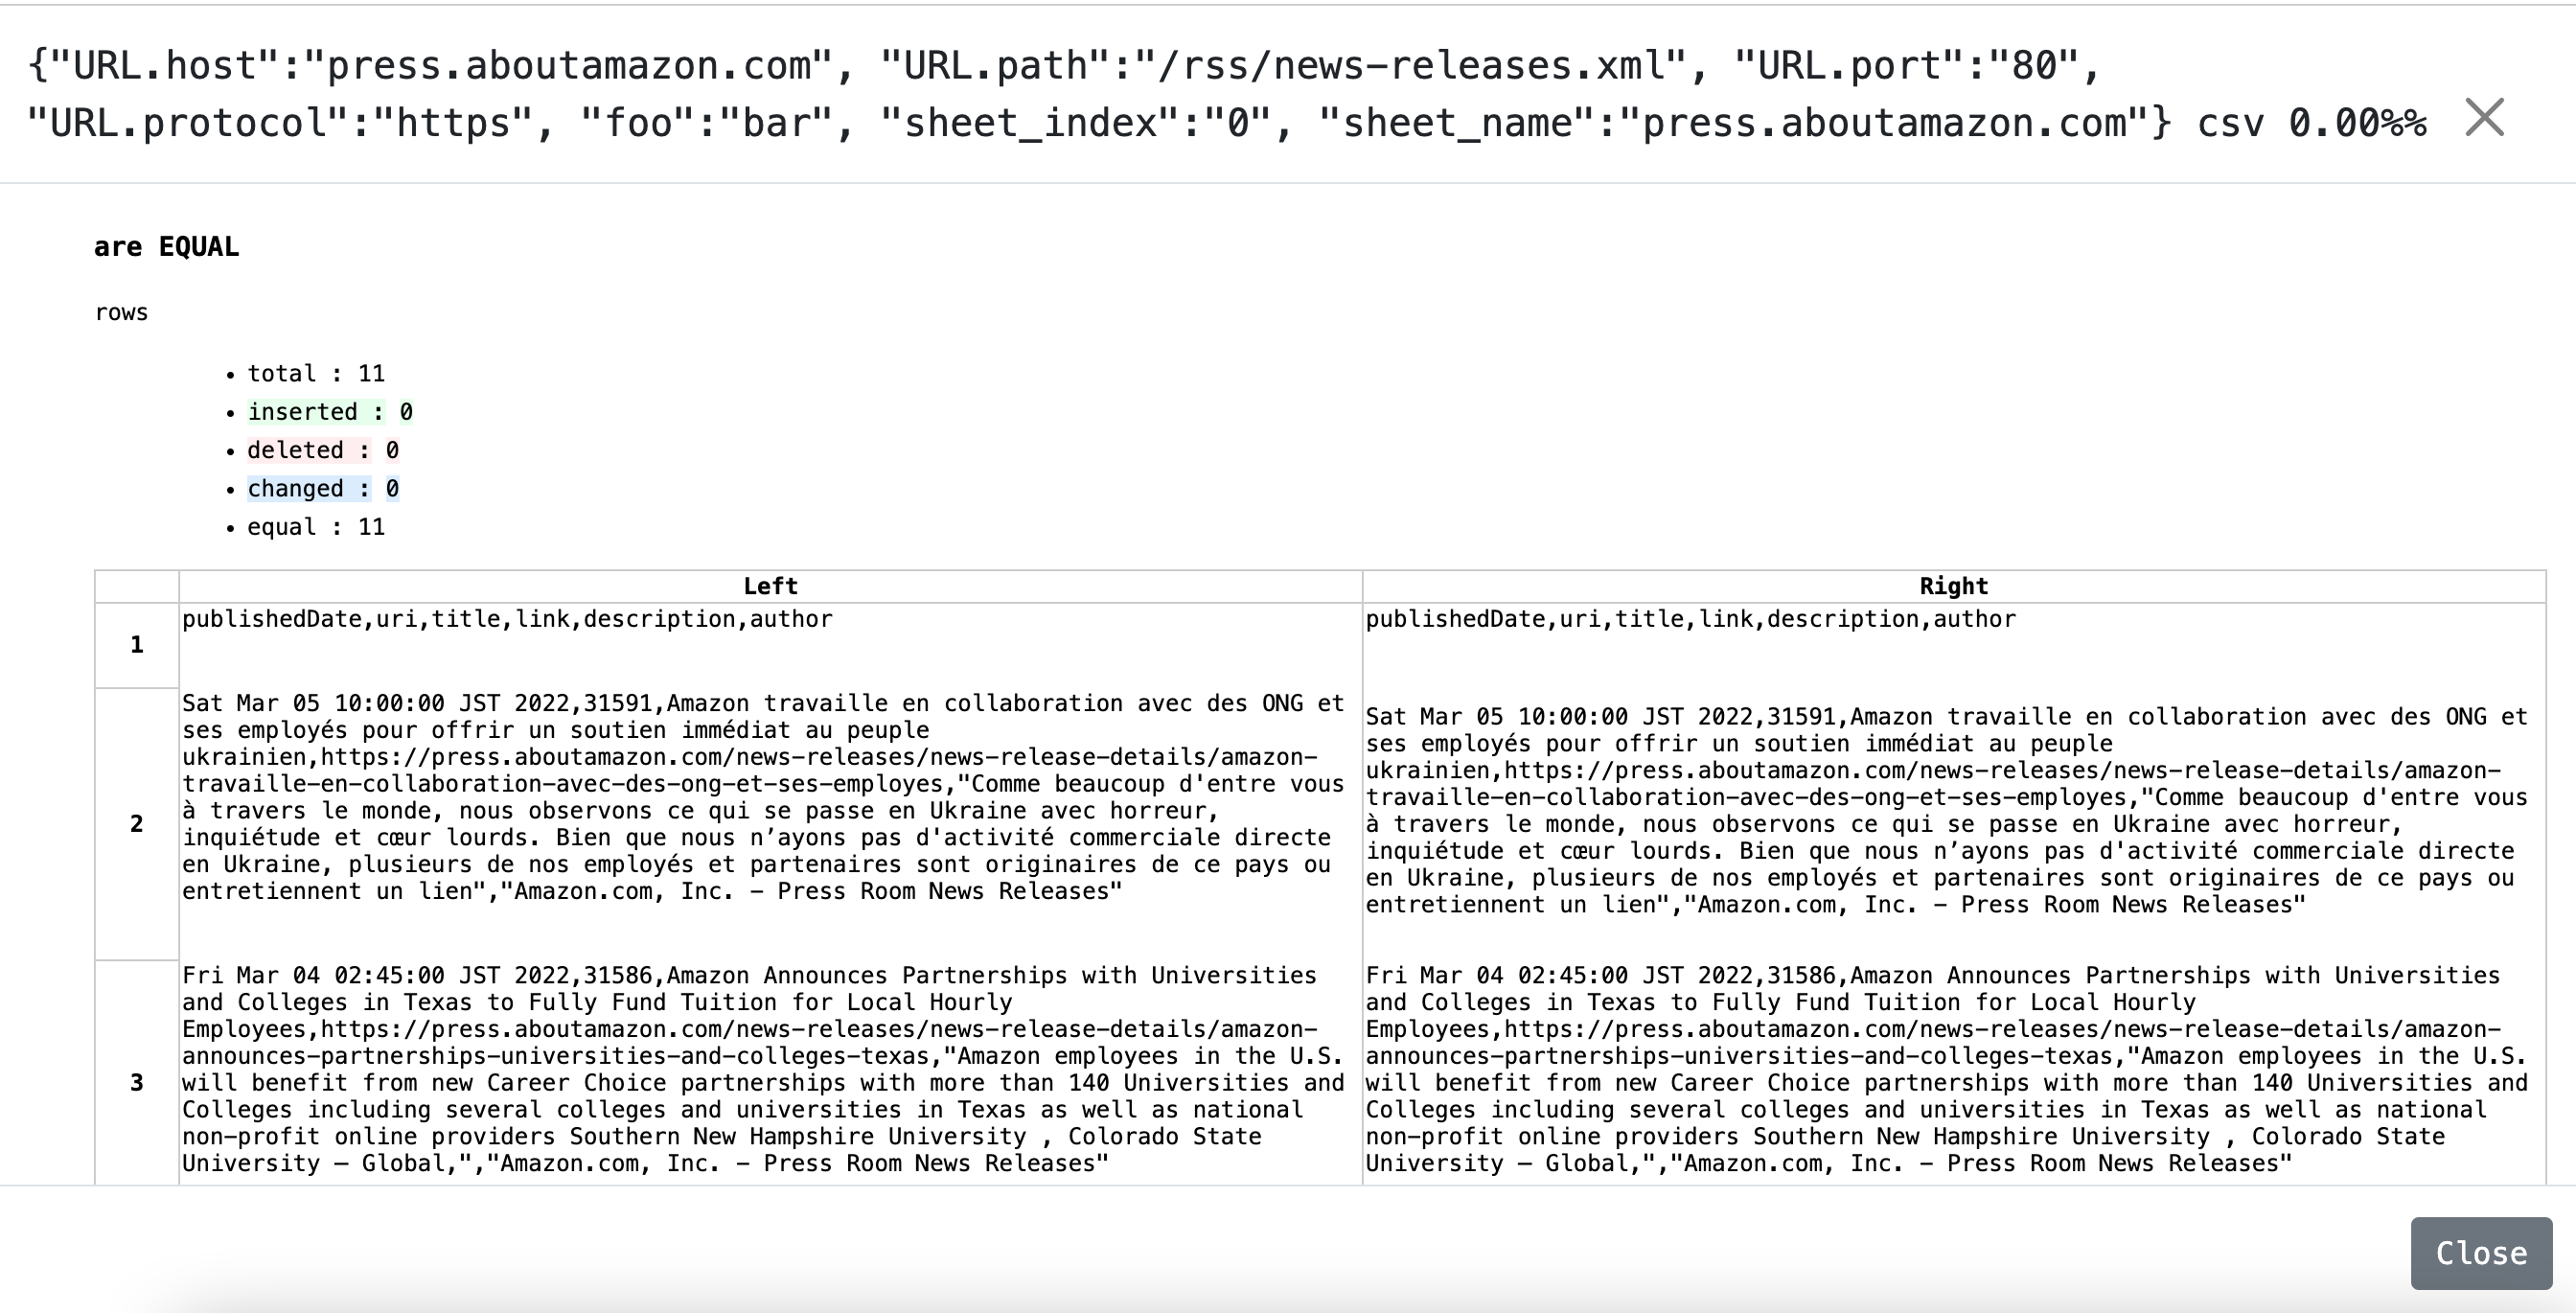 {"URL.host":"press.aboutamazon.com", "URL.path":"/rss/news-releases.xml", "URL.port":"80",
"URL.protocol":"https", "foo":"bar", "sheet_index":"0", "sheet_name":"press.aboutamazon.com"} csv 0.00%%
are EQUAL
rows
• total : 11
• inserted : 0
• deleted : 0
• changed : 0
• equal : 11
Left
Right
1
publishedDate,uri,title,link,description,author
publishedDate,uri,title,link,description,author
2
Sat Mar 05 10:00:00 JST 2022,31591,Amazon travaille en collaboration avec des ONG et
ses employés pour offrir un soutien immédiat au peuple
ukrainien,https://press.aboutamazon.com/news-releases/news-release-details/amazon-
travaille-en-collaboration-avec-des-ong-et-ses-employes,"Comme beaucoup d'entre vous
à travers le monde, nous observons ce qui se passe en Ukraine avec horreur,
inquiétude et cœur lourds. Bien que nous n’ayons pas d'activité commerciale directe
en Ukraine, plusieurs de nos employés et partenaires sont originaires de ce pays ou
entretiennent un lien","Amazon.com, Inc. - Press Room News Releases"
Sat Mar 05 10:00:00 JST 2022,31591,Amazon travaille en collaboration avec des ONG et
ses employés pour offrir un soutien immédiat au peuple
ukrainien,https://press.aboutamazon.com/news-releases/news-release-details/amazon-
travaille-en-collaboration-avec-des-ong-et-ses-employes,"Comme beaucoup d'entre vous
à travers le monde, nous observons ce qui se passe en Ukraine avec horreur,
inquiétude et cœur lourds. Bien que nous n’ayons pas d'activité commerciale directe
en Ukraine, plusieurs de nos employés et partenaires sont originaires de ce pays ou
entretiennent un lien","Amazon.com, Inc. - Press Room News Releases"
3
Fri Mar 04 02:45:00 JST 2022,31586,Amazon Announces Partnerships with Universities
and Colleges in Texas to Fully Fund Tuition for Local Hourly
Employees,https://press.aboutamazon.com/news-releases/news-release-details/amazon-
announces-partnerships-universities-and-colleges-texas,"Amazon employees in the U.S.
will benefit from new Career Choice partnerships with more than 140 Universities and
Colleges including several colleges and universities in Texas as well as national
non-profit online providers Southern New Hampshire University , Colorado State
University – Global,","Amazon.com, Inc. - Press Room News Releases"
Fri Mar 04 02:45:00 JST 2022,31586,Amazon Announces Partnerships with Universities
and Colleges in Texas to Fully Fund Tuition for Local Hourly
Employees,https://press.aboutamazon.com/news-releases/news-release-details/amazon-
announces-partnerships-universities-and-colleges-texas,"Amazon employees in the U.S.
will benefit from new Career Choice partnerships with more than 140 Universities and
Colleges including several colleges and universities in Texas as well as national
non-profit online providers Southern New Hampshire University , Colorado State
University – Global,","Amazon.com, Inc. - Press Room News Releases"
Close